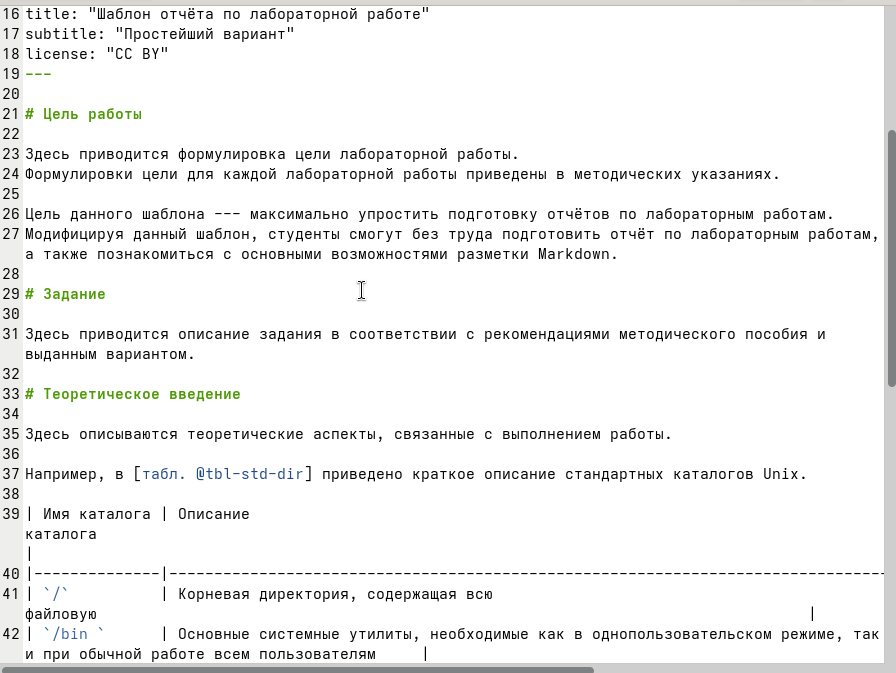 16 title: "Шаблон отчёта по лабораторной работе"
17 subtitle: "Простейший вариант"
18 license: "CC BY"
19 ---
20
21 # Цель работы
22
23 Здесь приводится формулировка цели лабораторной работы.
24 Формулировки цели для каждой лабораторной работы приведены в методических указаниях.
25
26 Цель данного шаблона --- максимально упростить подготовку отчётов по лабораторным работам.
27 Модифицируя данный шаблон, студенты смогут без труда подготовить отчёт по лабораторным работам,
а также познакомиться с основными возможностями разметки Markdown.
28
29 # Задание
30
31 Здесь приводится описание задания в соответствии с рекомендациями методического пособия и
выданным вариантом.
32
33 # Теоретическое введение
34
35 Здесь описываются теоретические аспекты, связанные с выполнением работы.
36
37 Например, в [табл. @tbl-std-dir] приведено краткое описание стандартных каталогов Unix.
38
39 | Имя каталога | Описание
каталога
|
40 |--------------|--------------------------------------------------------------------------------
41 | `/`          | Корневая директория, содержащая всю
файловую                                                                               |
42 | `/bin `      | Основные системные утилиты, необходимые как в однопользовательском режиме, так
и при обычной работе всем пользователям     |